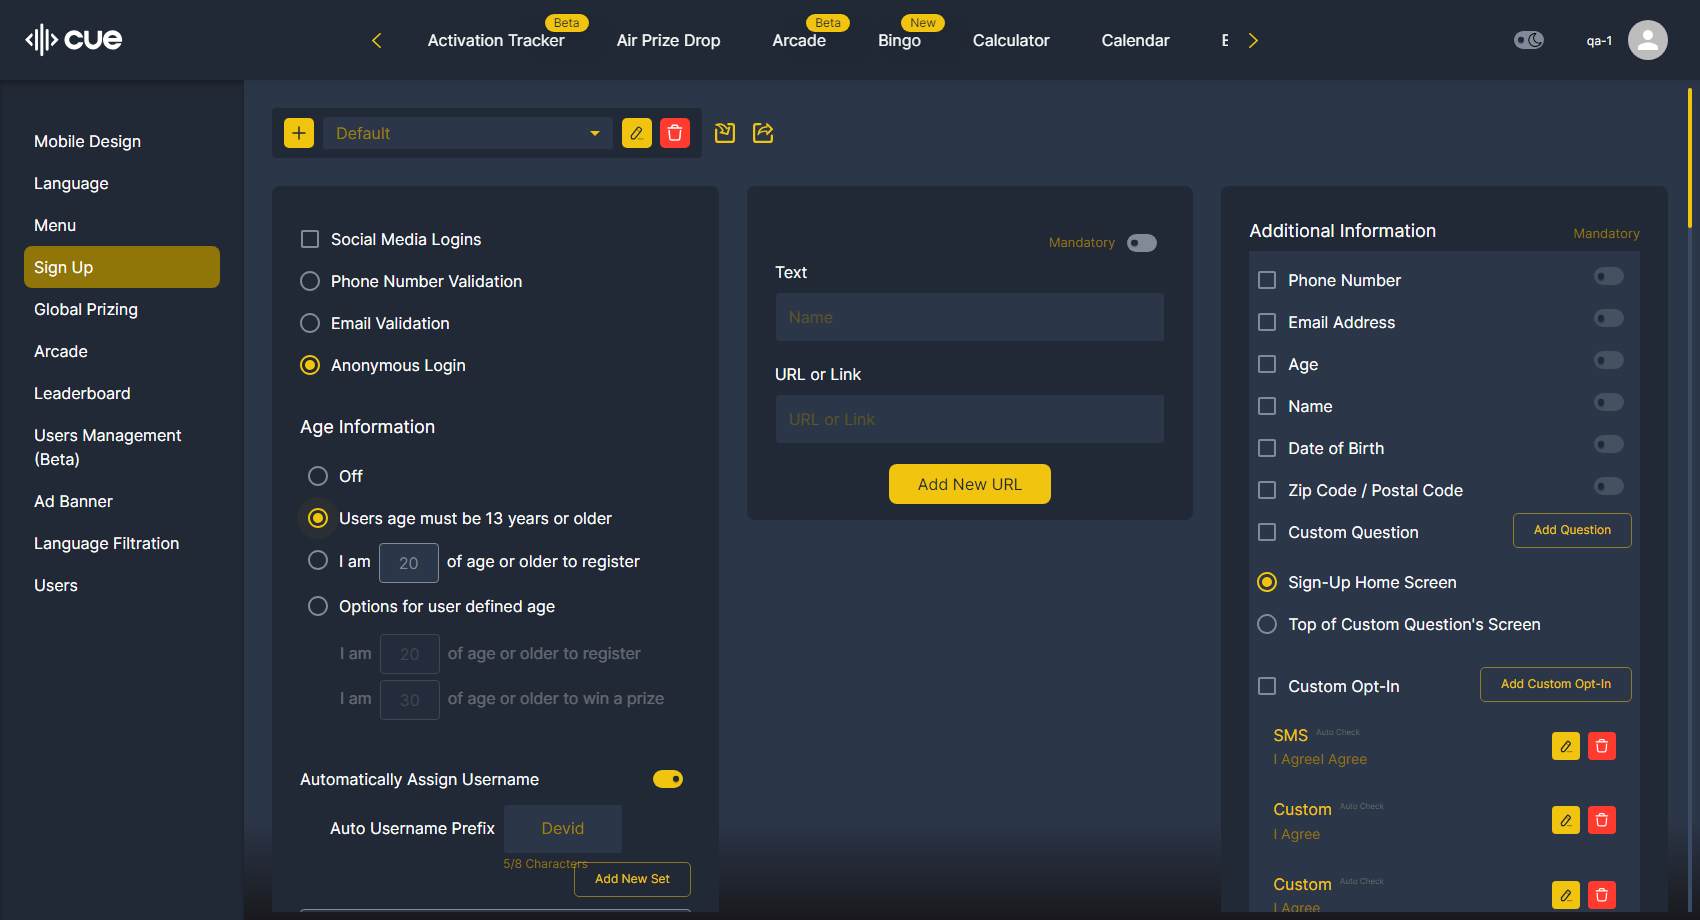 cue
Activation Tracker
Beta
Air Prize Drop
Arcade
Beta
Bingo
New
Calculator
Calendar
qa-1
Mobile Design
Language
Menu
Sign Up
Global Prizing
Arcade
Leaderboard
Users Management
(Beta)
Ad Banner
Language Filtration
Users
Default
Social Media Logins
Phone Number Validation
Email Validation
Anonymous Login
Age Information
Off
Users age must be 13 years or older
I am 20 of age or older to register
Options for user defined age
I am 20 of age or older to register
I am 30 of age or older to win a prize
Automatically Assign Username
Auto Username Prefix Devid
5/8 Characters
Add New Set
Mandatory
Text
Name
URL or Link
URL or Link
Add New URL
Additional Information Mandatory
Phone Number
Email Address
Age
Name
Date of Birth
Zip Code / Postal Code
Custom Question Add Question
Sign-Up Home Screen
Top of Custom Question's Screen
Custom Opt-In Add Custom Opt-In
SMS Auto Check
I AgreeI Agree
Custom Auto Check
I Agree
Custom Auto Check
I Agree